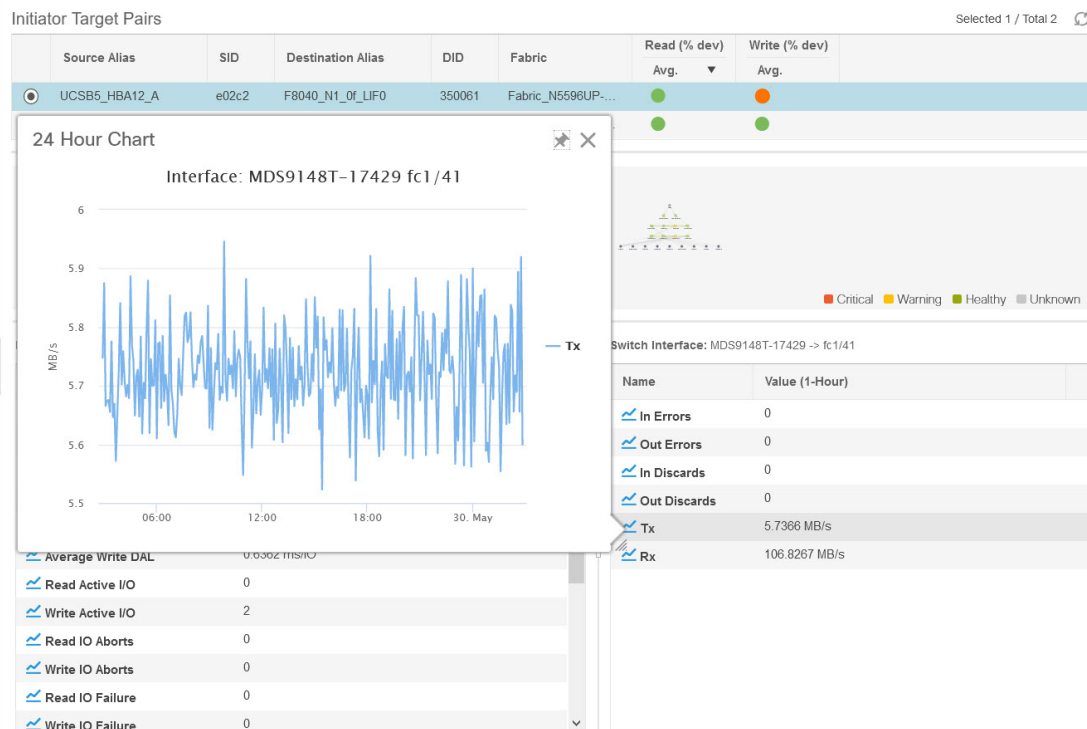 Initiator Target Pairs
Selected 1 / Total 2
Source Alias SID Destination Alias DID Fabric Read (% dev) Write (% dev)
Avg. ▼ Avg.
UCSB5_HBA12_A e02c2 F8040_N1_0f_LIF0 350061 Fabric_N5596UP-...
24 Hour Chart
Interface: MDS9148T-17429 fc1/41
6
5.9
5.8
5.7
5.6
5.5
MB/s
06:00 12:00 18:00 30. May
Tx
Critical Warning Healthy Unknown
Switch Interface: MDS9148T-17429 -> fc1/41
Name Value (1-Hour)
In Errors 0
Out Errors 0
In Discards 0
Out Discards 0
Tx 5.7366 MB/s
Rx 106.8267 MB/s
Average Write DAL 0.6362 ms/IO
Read Active I/O 0
Write Active I/O 2
Read IO Aborts 0
Write IO Aborts 0
Read IO Failure 0
Write IO Failure 0